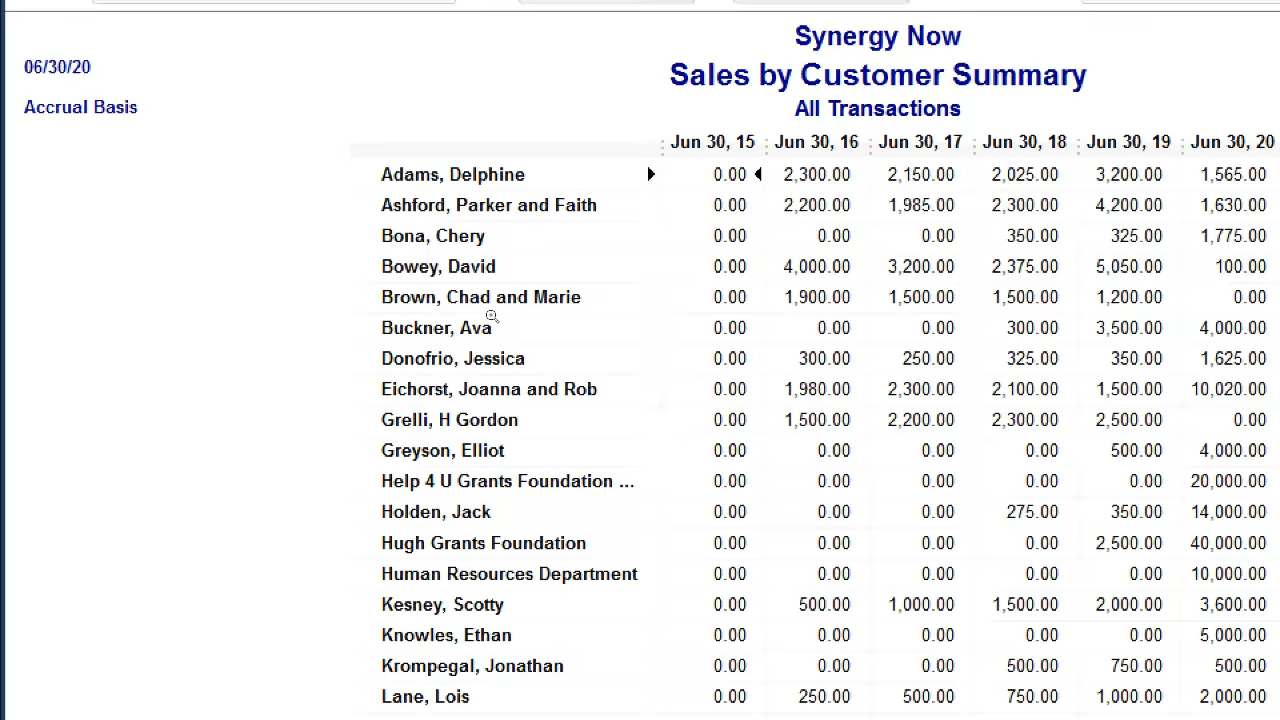 Synergy Now
06/30/20
Sales by Customer Summary
Accrual Basis
All Transactions
Jun 30, 15 Jun 30, 16 Jun 30, 17 Jun 30, 18 Jun 30, 19 Jun 30, 20
Adams, Delphine 0.00 2,300.00 2,150.00 2,025.00 3,200.00 1,565.00
Ashford, Parker and Faith 0.00 2,200.00 1,985.00 2,300.00 4,200.00 1,630.00
Bona, Chery 0.00 0.00 0.00 350.00 325.00 1,775.00
Bowey, David 0.00 4,000.00 3,200.00 2,375.00 5,050.00 100.00
Brown, Chad and Marie 0.00 1,900.00 1,500.00 1,500.00 1,200.00 0.00
Buckner, Ava 0.00 0.00 0.00 300.00 3,500.00 4,000.00
Donofrio, Jessica 0.00 300.00 250.00 325.00 350.00 1,625.00
Eichorst, Joanna and Rob 0.00 1,980.00 2,300.00 2,100.00 1,500.00 10,020.00
Grelli, H Gordon 0.00 1,500.00 2,200.00 2,300.00 2,500.00 0.00
Greyson, Elliot 0.00 0.00 0.00 0.00 500.00 4,000.00
Help 4 U Grants Foundation ... 0.00 0.00 0.00 0.00 0.00 20,000.00
Holden, Jack 0.00 0.00 0.00 275.00 350.00 14,000.00
Hugh Grants Foundation 0.00 0.00 0.00 0.00 2,500.00 40,000.00
Human Resources Department 0.00 0.00 0.00 0.00 0.00 10,000.00
Kesney, Scotty 0.00 500.00 1,000.00 1,500.00 2,000.00 3,600.00
Knowles, Ethan 0.00 0.00 0.00 0.00 0.00 5,000.00
Krompegal, Jonathan 0.00 0.00 0.00 500.00 750.00 500.00
Lane, Lois 0.00 250.00 500.00 750.00 1,000.00 2,000.00